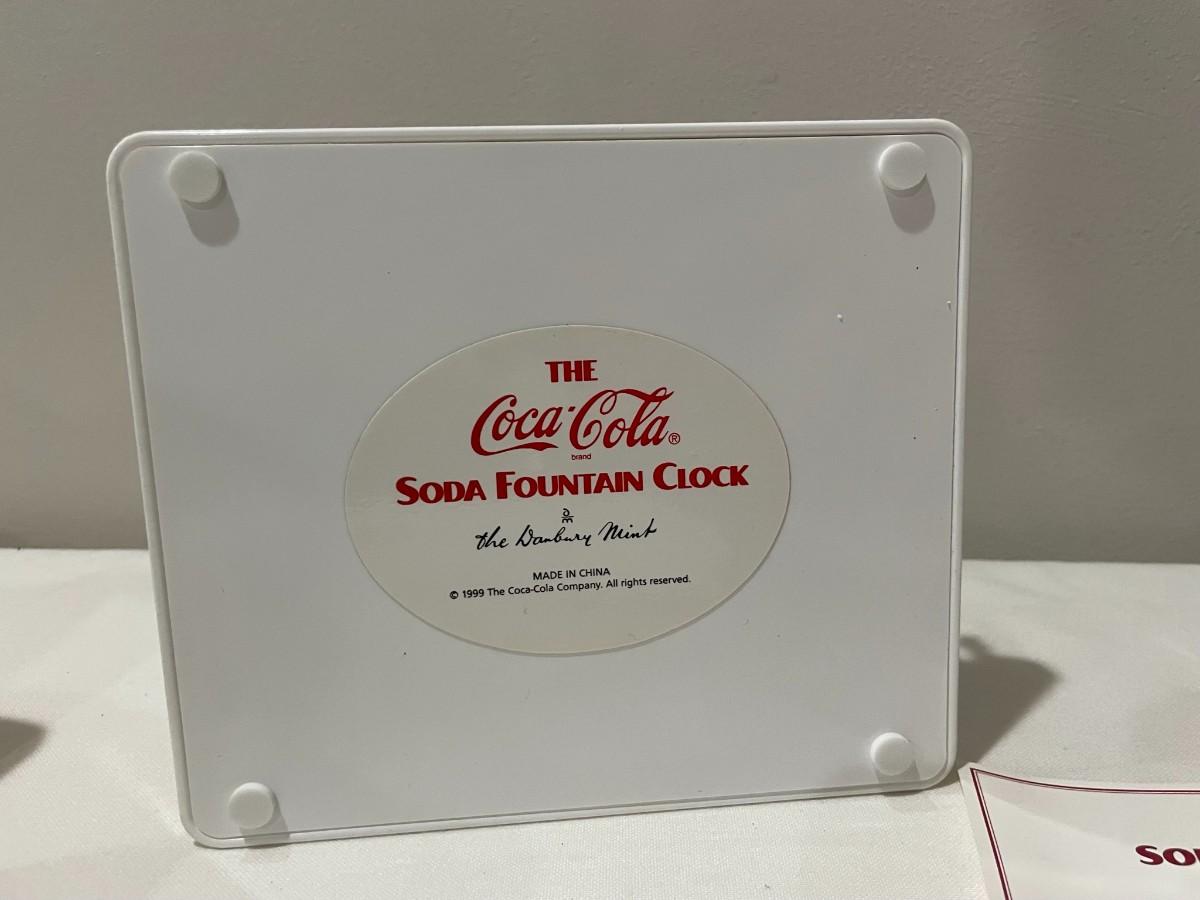 THE
Coca-Cola®
brand
SODA FOUNTAIN CLOCK
dm
the Danbury Mint
MADE IN CHINA
© 1999 The Coca-Cola Company. All rights reserved.